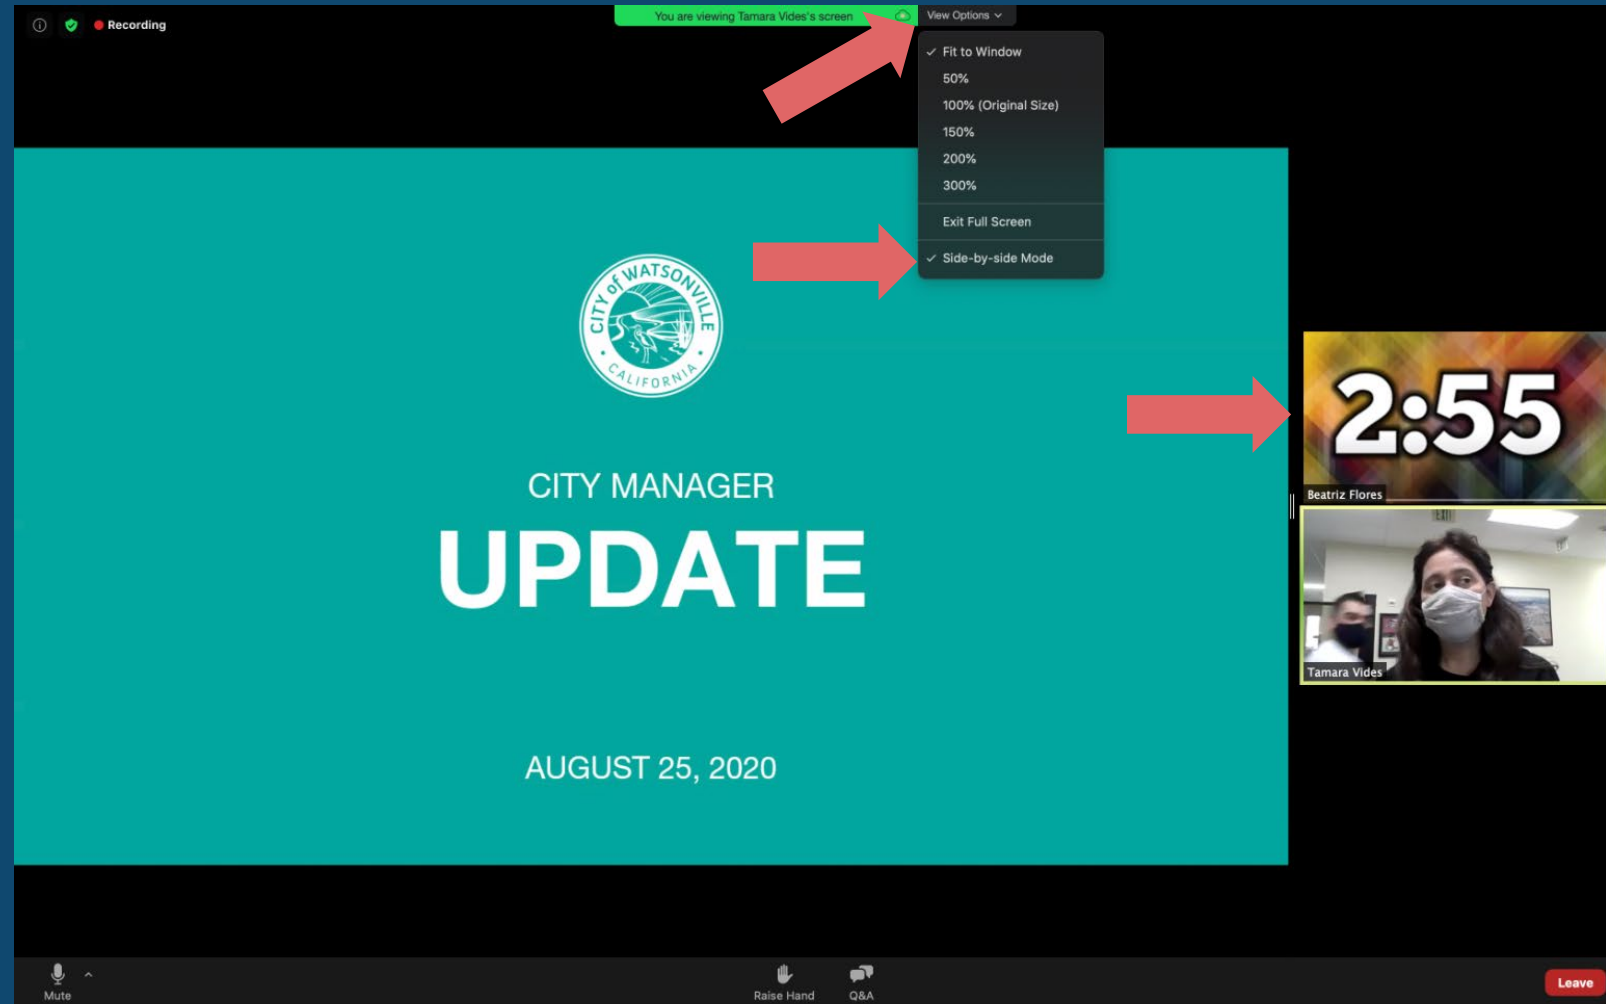 Recording
You are viewing Tamara Vides's screen
View Options
Fit to Window
50%
100% (Original Size)
150%
200%
300%
Exit Full Screen
Side-by-side Mode
CITY of WATSONVILLE
CALIFORNIA
CITY MANAGER
UPDATE
AUGUST 25, 2020
2:55
Beatriz Flores
Tamara Vides
Mute
Raise Hand
Q&A
Leave